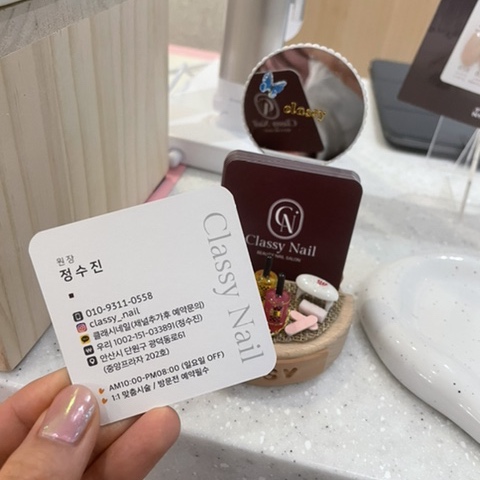 classy
CN
Classy Nail
BEAUTY NAIL SALON
Classy Nail
원장
정수진
010-9311-0558
classy_nail
클래시네일(채널추가후 예약문의)
우리 1002-151-033891(정수진)
안산시 단원구 광덕동로61
(중앙프라자 202호)
AM10:00-PM08:00 (일요일 OFF)
1:1 맞춤시술 / 방문전 예약필수